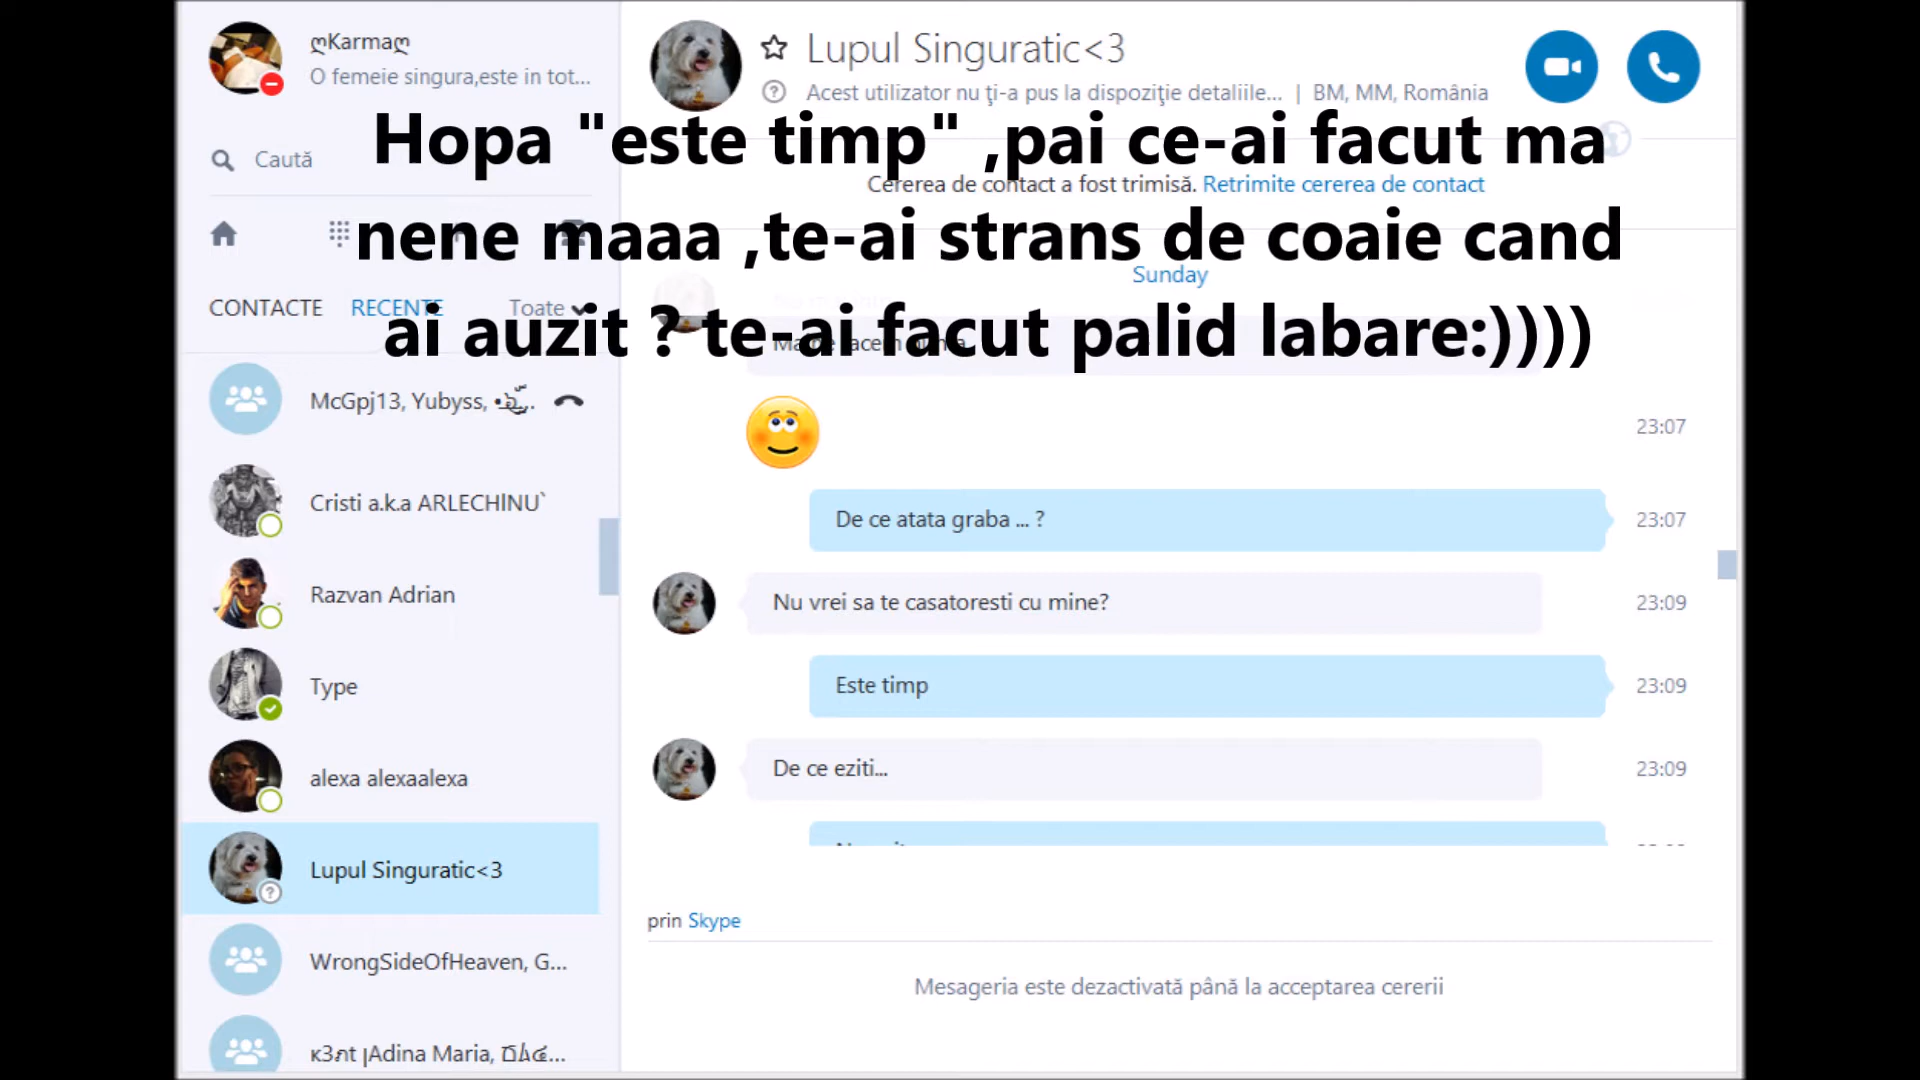 ღKarmaღ
O femeie singura,este in tot...
Caută
CONTACTE RECENTE Toate
McGpj13, Yubyss,
Cristi a.k.a ARLECHINU`
Razvan Adrian
Type
alexa alexaalexa
Lupul Singuratic<3
WrongSideOfHeaven, G...
Adina Maria,
Lupul Singuratic<3
Acest utilizator nu ţi-a pus la dispoziţie detaliile... | BM, MM, România
Hopa "este timp" ,pai ce-ai facut ma
nene maaa ,te-ai strans de coaie cand
ai auzit ? te-ai facut palid labare:))))
Cererea de contact a fost trimisă. Retrimite cererea de contact
Sunday
23:07
De ce atata graba ... ? 23:07
Nu vrei sa te casatoresti cu mine? 23:09
Este timp 23:09
De ce eziti... 23:09
prin Skype
Mesageria este dezactivată până la acceptarea cererii